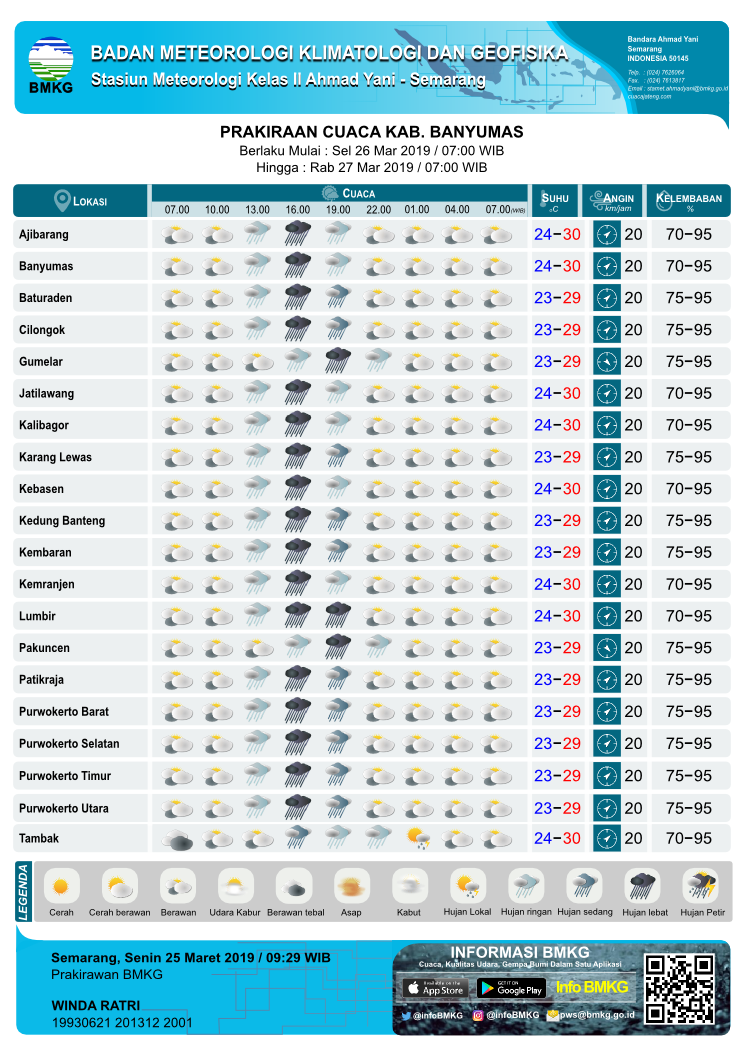 BMKG
BADAN METEOROLOGI KLIMATOLOGI DAN GEOFISIKA
Stasiun Meteorologi Kelas II Ahmad Yani - Semarang
Bandara Ahmad Yani
Semarang
INDONESIA 50145
Telp. : (024) 7626064
Fax. : (024) 7613817
Email : stamet.ahmadyani@bmkg.go.id
cuacajateng.com
PRAKIRAAN CUACA KAB. BANYUMAS
Berlaku Mulai : Sel 26 Mar 2019 / 07:00 WIB
Hingga : Rab 27 Mar 2019 / 07:00 WIB
LOKASI CUACA SUHU °C ANGIN km/jam KELEMBABAN %
07.00 10.00 13.00 16.00 19.00 22.00 01.00 04.00 07.00 (WIB)
Ajibarang 24-30 20 70-95
Banyumas 24-30 20 70-95
Baturaden 23-29 20 75-95
Cilongok 23-29 20 75-95
Gumelar 23-29 20 75-95
Jatilawang 24-30 20 70-95
Kalibagor 24-30 20 70-95
Karang Lewas 23-29 20 75-95
Kebasen 24-30 20 70-95
Kedung Banteng 23-29 20 75-95
Kembaran 23-29 20 75-95
Kemranjen 24-30 20 70-95
Lumbir 24-30 20 70-95
Pakuncen 23-29 20 75-95
Patikraja 23-29 20 75-95
Purwokerto Barat 23-29 20 75-95
Purwokerto Selatan 23-29 20 75-95
Purwokerto Timur 23-29 20 75-95
Purwokerto Utara 23-29 20 75-95
Tambak 24-30 20 70-95
LEGENDA
Cerah Cerah berawan Berawan Udara Kabur Berawan tebal Asap Kabut Hujan Lokal Hujan ringan Hujan sedang Hujan lebat Hujan Petir
Semarang, Senin 25 Maret 2019 / 09:29 WIB
Prakirawan BMKG
WINDA RATRI
19930621 201312 2001
INFORMASI BMKG
Cuaca, Kualitas Udara, Gempa Bumi Dalam Satu Aplikasi
Available on the App Store
GET IT ON Google Play
Info BMKG
@infoBMKG @infoBMKG pws@bmkg.go.id